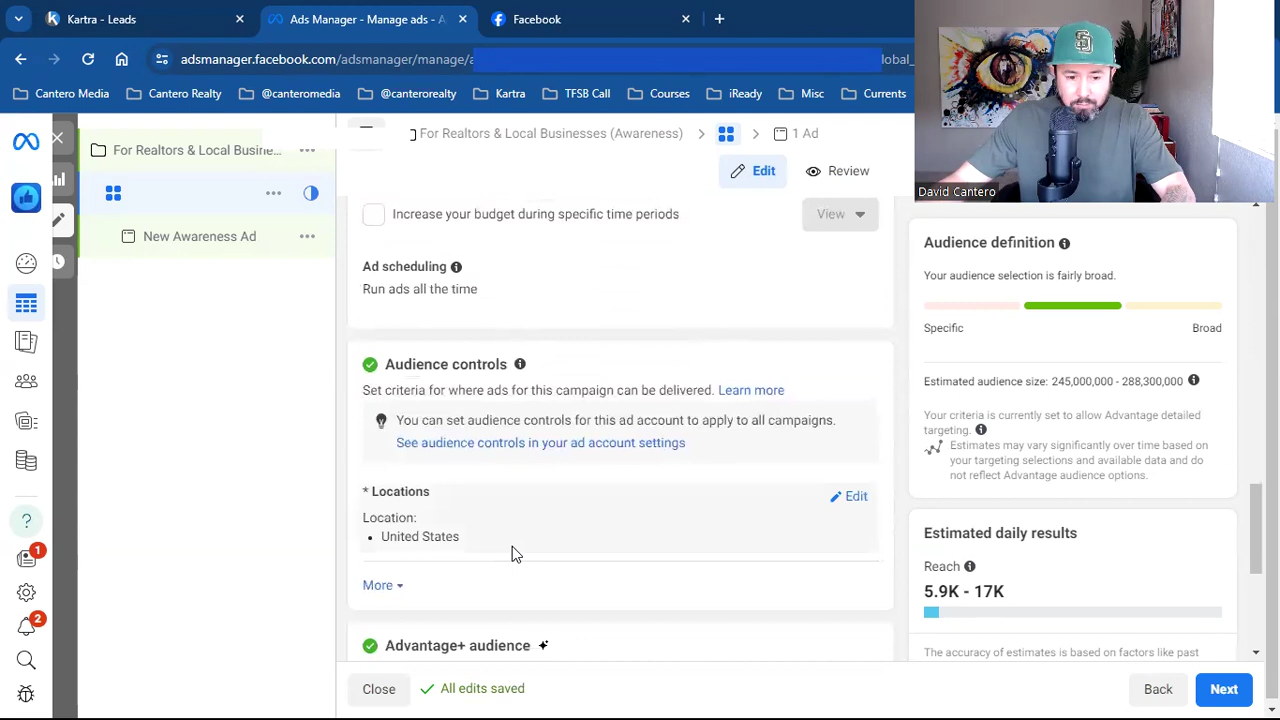 Kartra - Leads
Ads Manager - Manage ads - A
Facebook
adsmanager.facebook.com/adsmanager/manage/a
lobal_
Cantero Media
Cantero Realty
@canteromedia
@canterorealty
Kartra
TFSB Call
Courses
iReady
Misc
Currents
David Cantero
For Realtors & Local Busine...
New Awareness Ad
For Realtors & Local Businesses (Awareness)
1 Ad
Edit
Review
Increase your budget during specific time periods
View
Ad scheduling
Run ads all the time
Audience controls
Set criteria for where ads for this campaign can be delivered. Learn more
You can set audience controls for this ad account to apply to all campaigns.
See audience controls in your ad account settings
* Locations
Edit
Location:
• United States
More
Advantage+ audience
Close
All edits saved
Back
Next
Audience definition
Your audience selection is fairly broad.
Specific
Broad
Estimated audience size: 245,000,000 - 288,300,000
Your criteria is currently set to allow Advantage detailed
targeting.
Estimates may vary significantly over time based on
your targeting selections and available data and do
not reflect Advantage audience options.
Estimated daily results
Reach
5.9K - 17K
The accuracy of estimates is based on factors like past
1
2